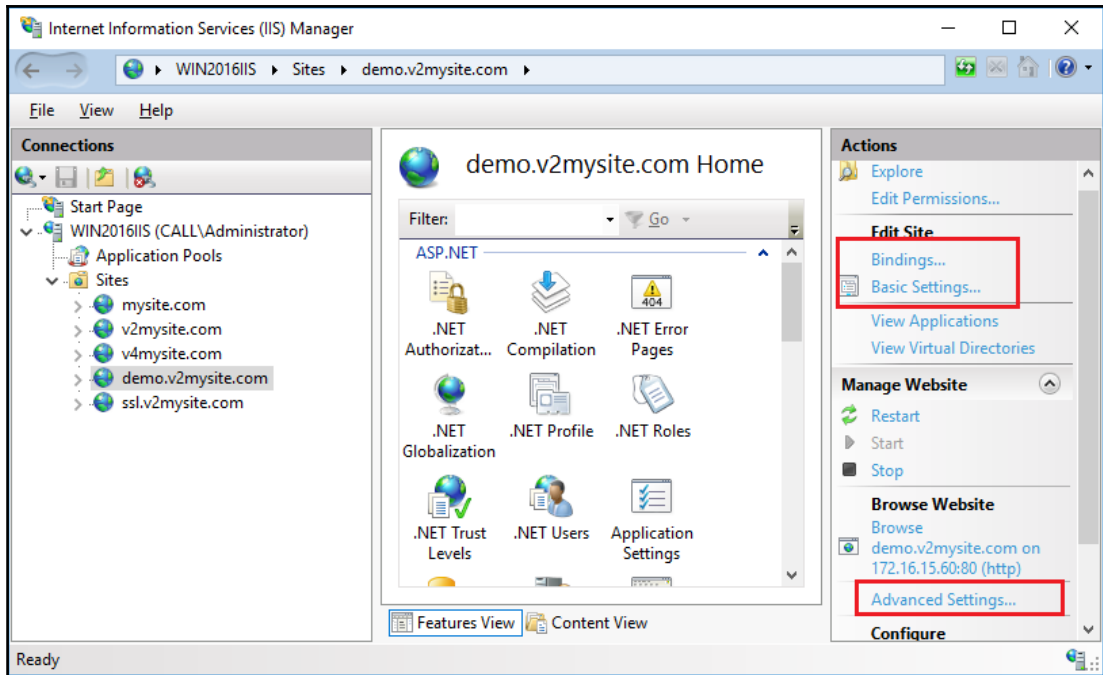 Internet Information Services (IIS) Manager
WIN2016IIS Sites demo.v2mysite.com
File View Help
Connections
Start Page
WIN2016IIS (CALL\Administrator)
Application Pools
Sites
mysite.com
v2mysite.com
v4mysite.com
demo.v2mysite.com
ssl.v2mysite.com
demo.v2mysite.com Home
Filter: Go
ASP.NET
.NET Authorizat...
.NET Compilation
404
.NET Error Pages
.NET Globalization
.NET Profile
.NET Roles
.NET Trust Levels
.NET Users
Application Settings
Features View Content View
Actions
Explore
Edit Permissions...
Edit Site
Bindings...
Basic Settings...
View Applications
View Virtual Directories
Manage Website
Restart
Start
Stop
Browse Website
Browse
demo.v2mysite.com on
172.16.15.60:80 (http)
Advanced Settings...
Configure
Ready